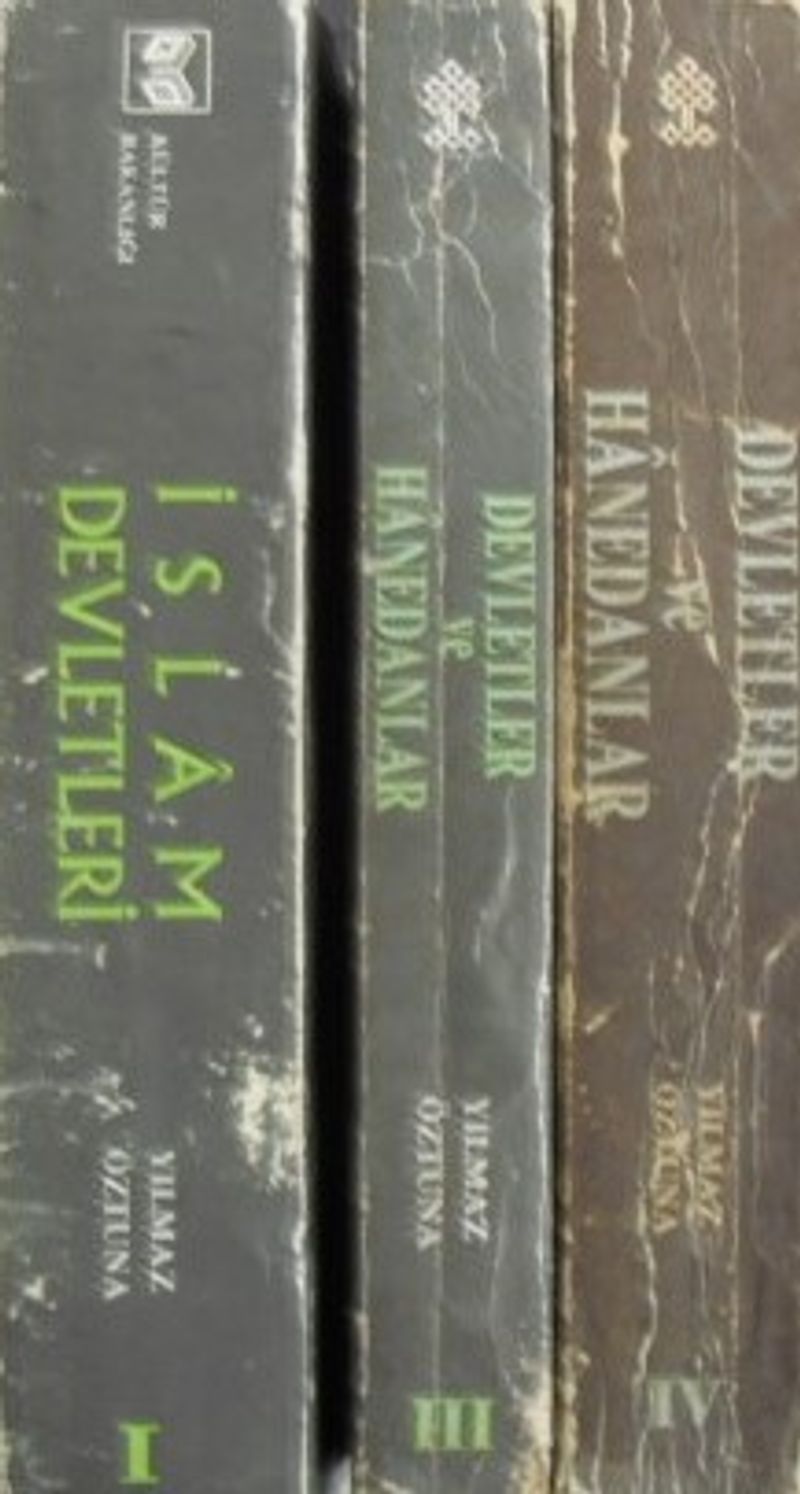 KÜLTÜR
BAKANLIĞI
İSLÂM
DEVLETLERİ
YILMAZ
ÖZTUNA
I
DEVLETLER
ve
HÂNEDANLAR
YILMAZ
ÖZTUNA
III
DEVLETLER
ve
HÂNEDANLAR
YILMAZ
ÖZTUNA
IV